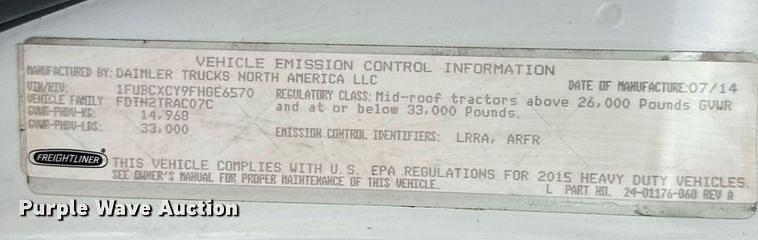 VEHICLE EMISSION CONTROL INFORMATION
MANUFACTURED BY: DAIMLER TRUCKS NORTH AMERICA LLC
DATE OF MANUFACTURE:07/14
VIN/NIV: 1FUBCXCY9FHGE6570
REGULATORY CLASS: Mid-roof tractors above 26,000 Pounds GVWR
VEHICLE FAMILY FDTN2TRAC07C
and at or below 33,000 Pounds.
GVWR-PNDV-KG: 14,968
GVWR-PNDV-LBS: 33,000
EMISSION CONTROL IDENTIFIERS: LRRA, ARFR
FREIGHTLINER
THIS VEHICLE COMPLIES WITH U.S. EPA REGULATIONS FOR 2015 HEAVY DUTY VEHICLES.
SEE OWNER'S MANUAL FOR PROPER MAINTENANCE OF THIS VEHICLE.
L PART NO. 24-01176-060 REV A
Purple Wave Auction